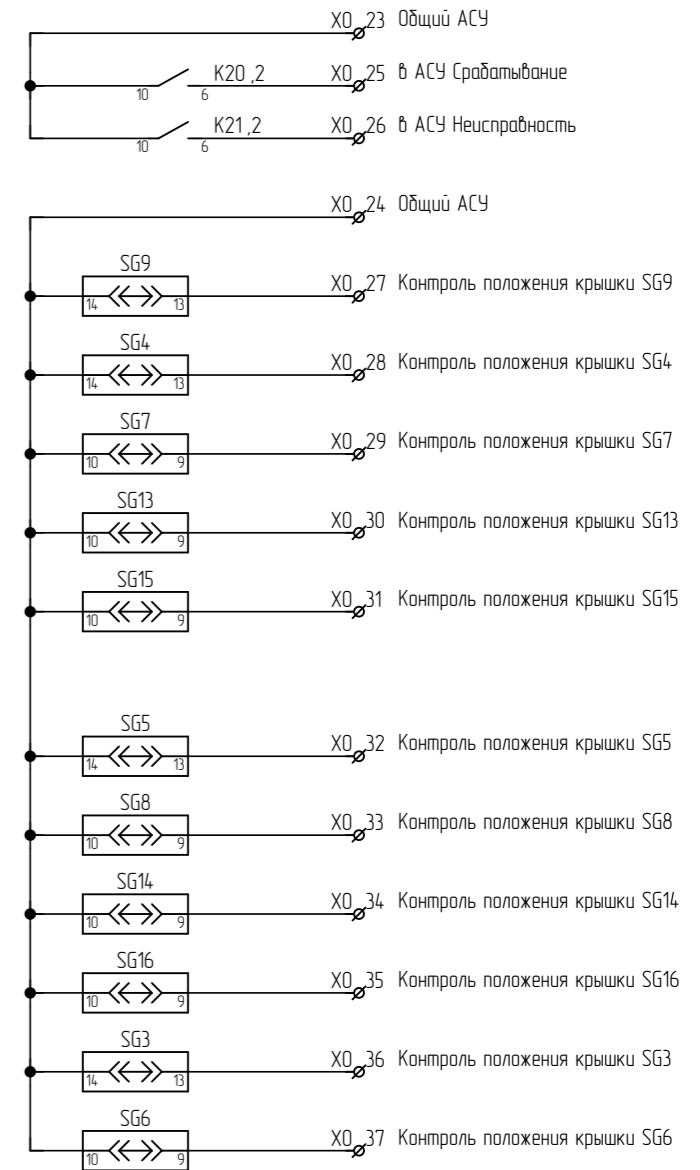 X0 23 Общий АСУ
K20 ,2 X0 25 в АСУ Срабатывание
10 6
K21 ,2 X0 26 в АСУ Неисправность
10 6
X0 24 Общий АСУ
SG9
X0 27 Контроль положения крышки SG9
14 13
SG4
X0 28 Контроль положения крышки SG4
14 13
SG7
X0 29 Контроль положения крышки SG7
10 9
SG13
X0 30 Контроль положения крышки SG13
10 9
SG15
X0 31 Контроль положения крышки SG15
10 9
SG5
X0 32 Контроль положения крышки SG5
14 13
SG8
X0 33 Контроль положения крышки SG8
10 9
SG14
X0 34 Контроль положения крышки SG14
10 9
SG16
X0 35 Контроль положения крышки SG16
10 9
SG3
X0 36 Контроль положения крышки SG3
14 13
SG6
X0 37 Контроль положения крышки SG6
10 9